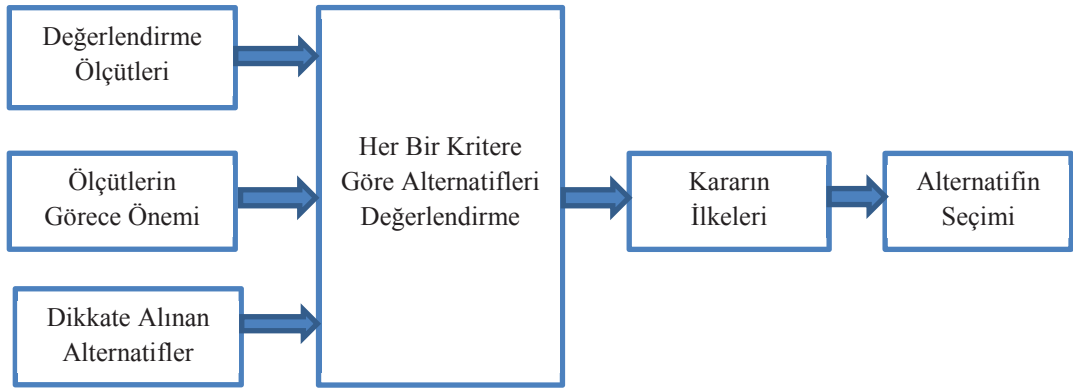 Değerlendirme
Ölçütleri
Ölçütlerin
Görece Önemi
Dikkate Alınan
Alternatifler
Her Bir Kritere
Göre Alternatifleri
Değerlendirme
Kararın
İlkeleri
Alternatifin
Seçimi